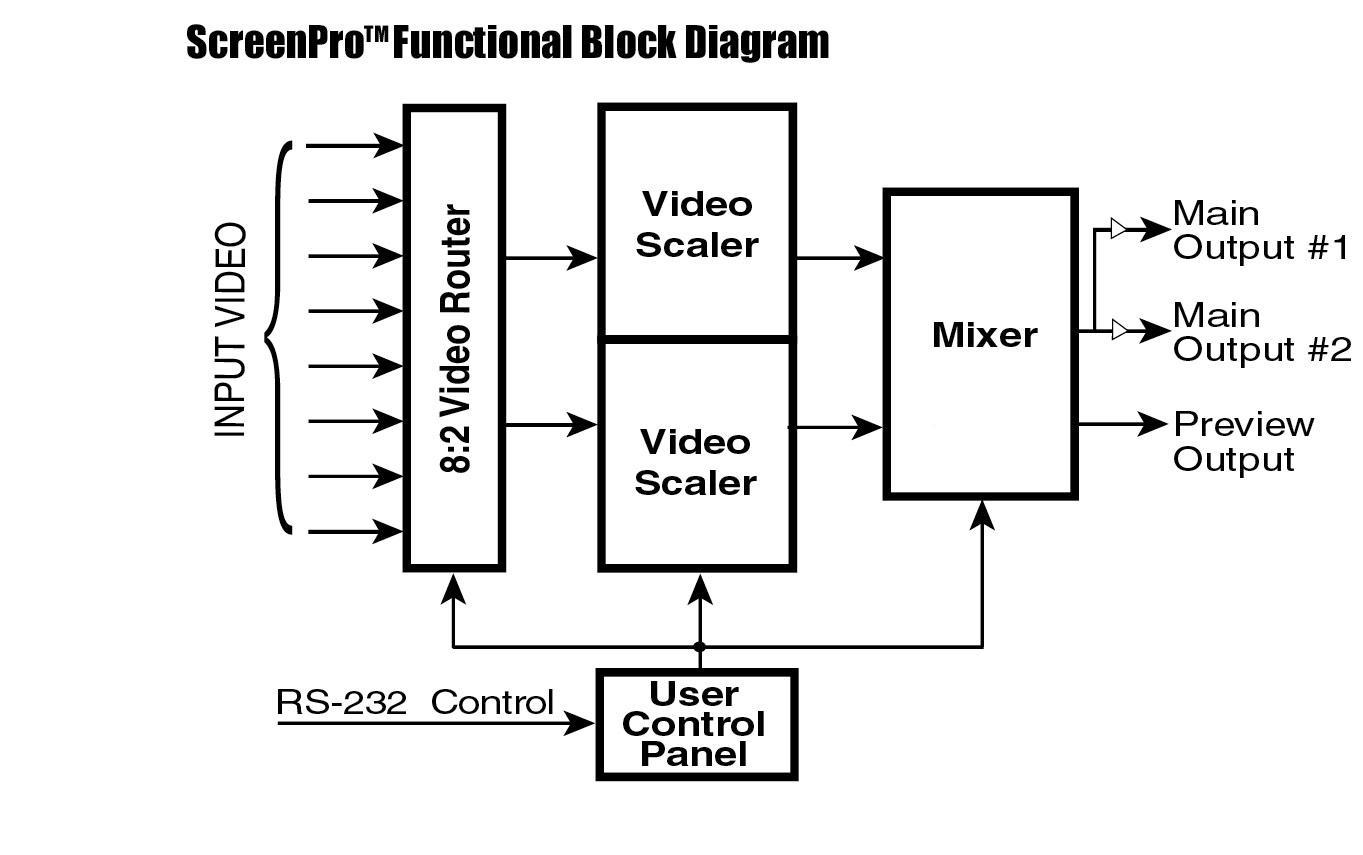 ScreenPro™ Functional Block Diagram
INPUT VIDEO
8:2 Video Router
Video
Scaler
Video
Scaler
Mixer
Main
Output #1
Main
Output #2
Preview
Output
RS-232 Control
User
Control
Panel